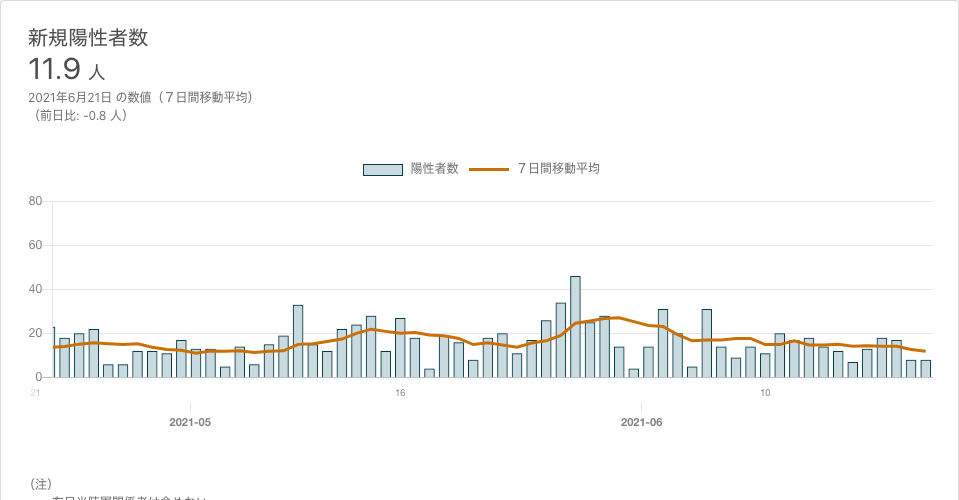 新規陽性者数
11.9 人
2021年6月21日 の数値（７日間移動平均）
（前日比: -0.8 人）
陽性者数 ７日間移動平均
80
60
40
20
0
21 16 10
2021-05 2021-06
（注）